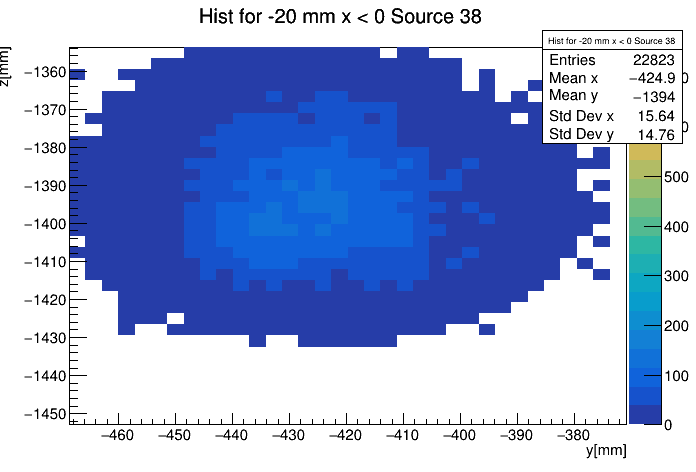 Hist for -20 mm x < 0 Source 38
Hist for -20 mm x < 0 Source 38
Entries 22823
Mean x −424.9
Mean y −1394
Std Dev x 15.64
Std Dev y 14.76
z[mm]
−1360
−1370
−1380
−1390
−1400
−1410
−1420
−1430
−1440
−1450
−460 −450 −440 −430 −420 −410 −400 −390 −380
y[mm]
500
400
300
200
100
0